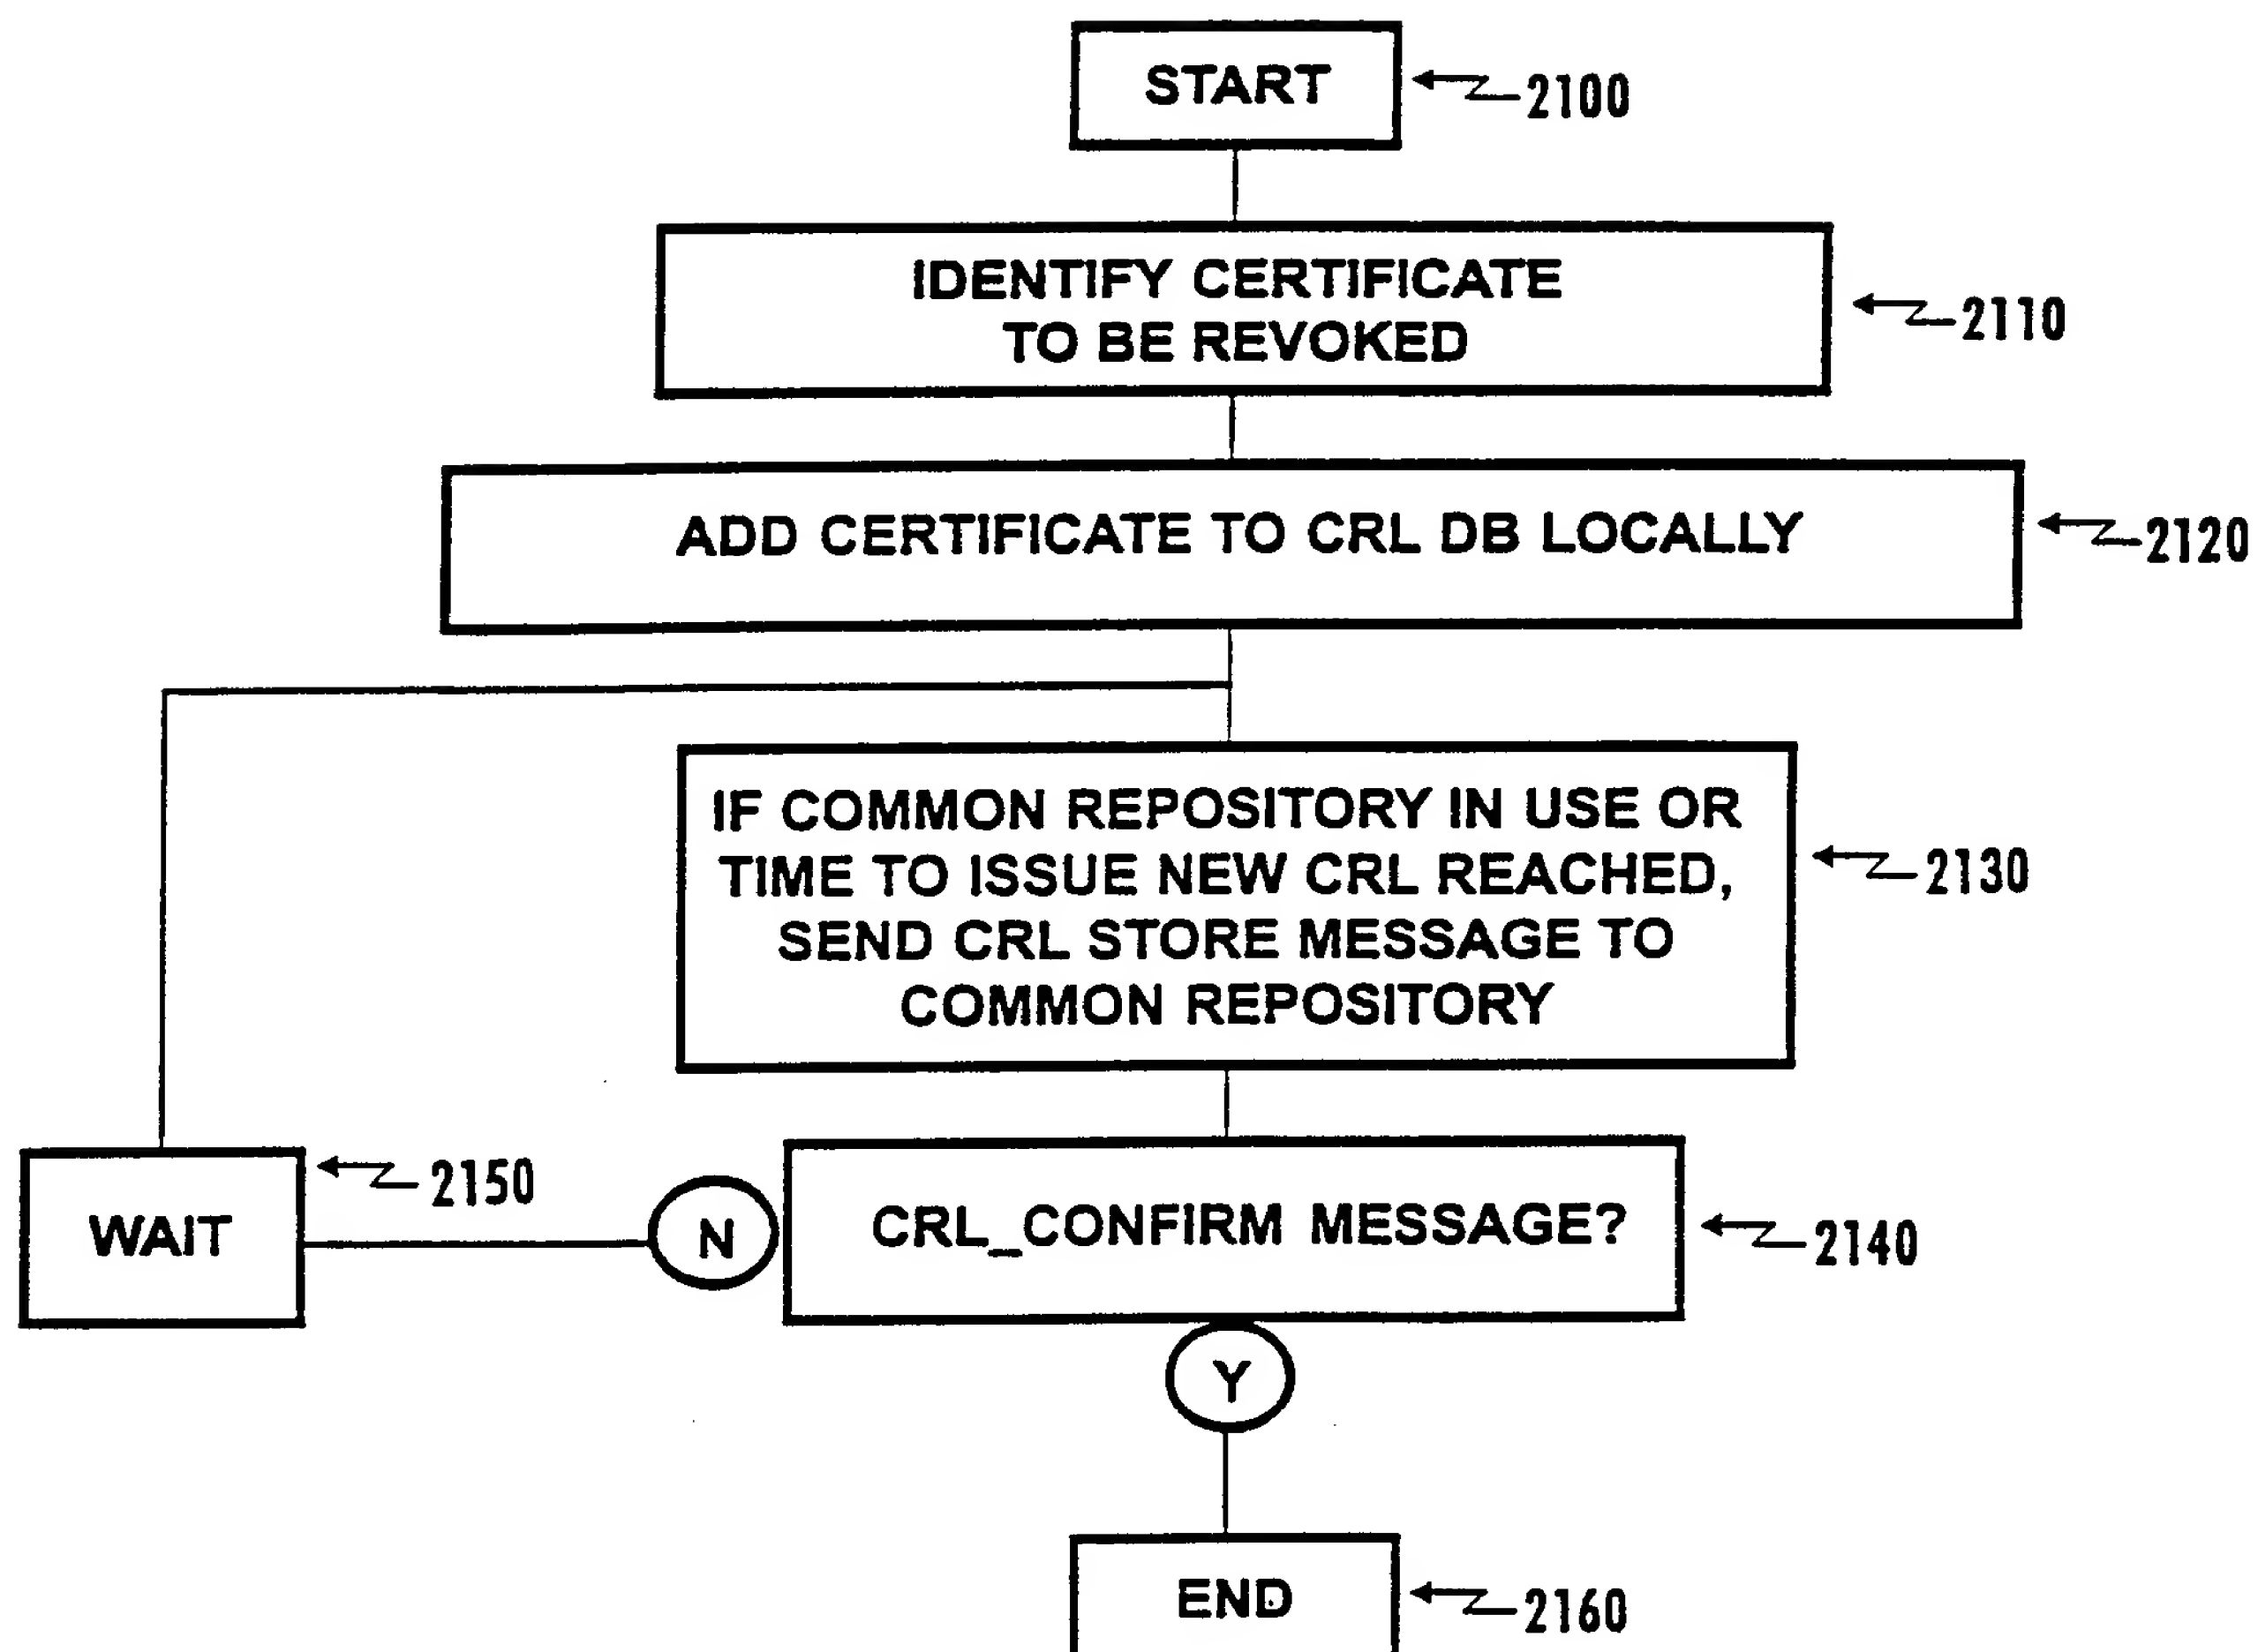 START
2100
IDENTIFY CERTIFICATE
TO BE REVOKED
2110
ADD CERTIFICATE TO CRL DB LOCALLY
2120
IF COMMON REPOSITORY IN USE OR
TIME TO ISSUE NEW CRL REACHED,
SEND CRL STORE MESSAGE TO
COMMON REPOSITORY
2130
WAIT
2150
N
CRL_CONFIRM MESSAGE?
2140
Y
END
2160